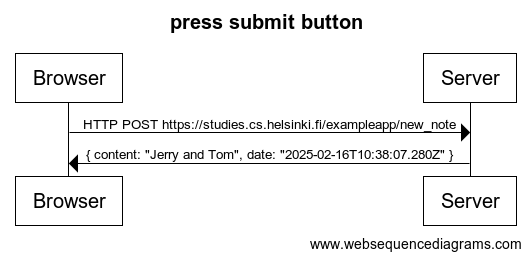 press submit button
Browser
Server
HTTP POST https://studies.cs.helsinki.fi/exampleapp/new_note
{ content: "Jerry and Tom", date: "2025-02-16T10:38:07.280Z" }
Browser
Server
www.websequencediagrams.com